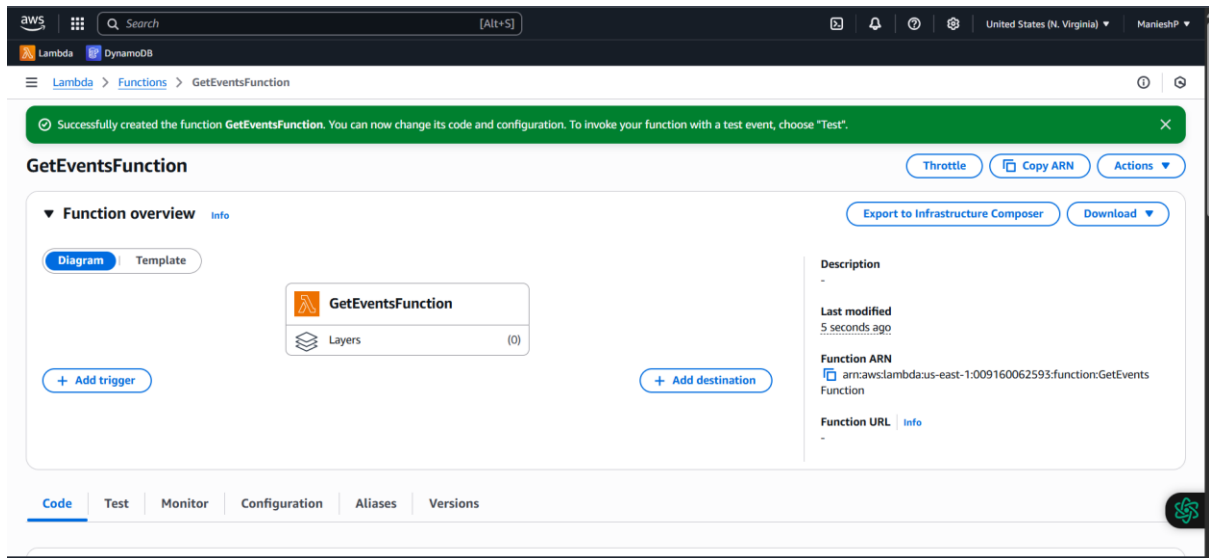 aws Search [Alt+S] United States (N. Virginia) ▼ ManieshP ▼
Lambda DynamoDB
Lambda > Functions > GetEventsFunction
Successfully created the function GetEventsFunction. You can now change its code and configuration. To invoke your function with a test event, choose "Test".
GetEventsFunction
Throttle Copy ARN Actions ▼
▼ Function overview Info
Export to Infrastructure Composer Download ▼
Diagram Template
GetEventsFunction
Layers (0)
+ Add trigger
+ Add destination
Description
-
Last modified
5 seconds ago
Function ARN
arn:aws:lambda:us-east-1:009160062593:function:GetEvents
Function
Function URL Info
-
Code Test Monitor Configuration Aliases Versions